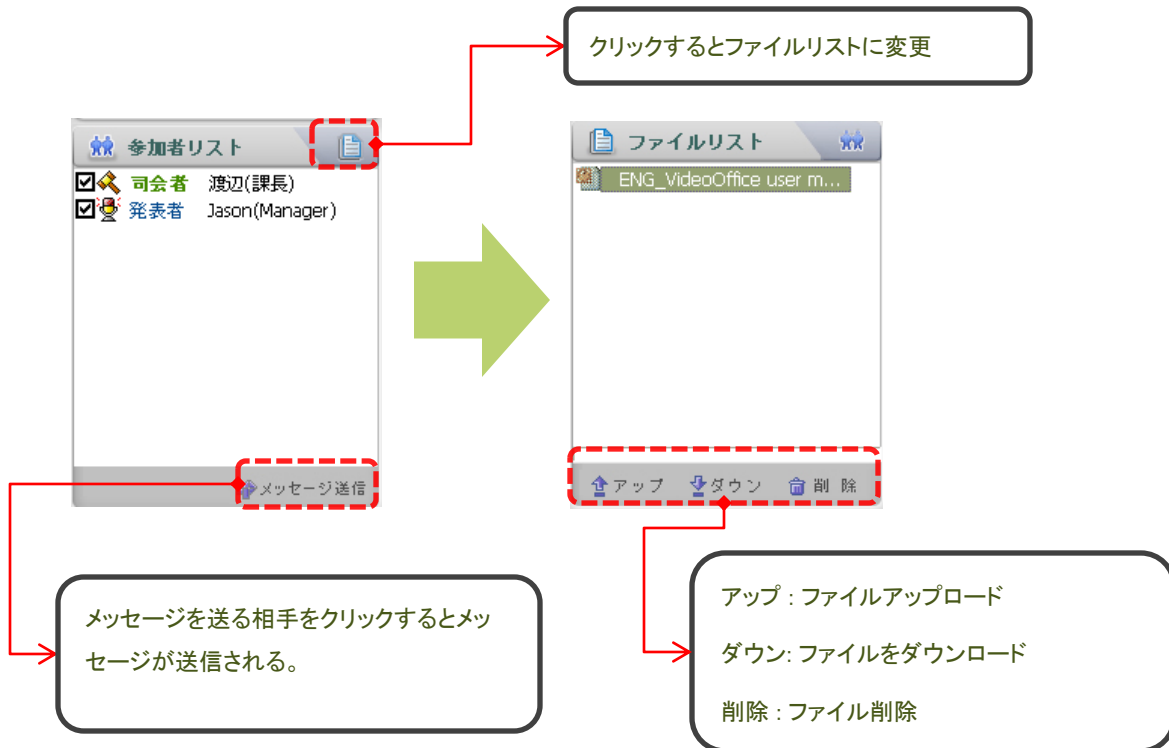 クリックするとファイルリストに変更
参加者リスト
司会者 渡辺(課長)
発表者 Jason(Manager)
メッセージ送信
ファイルリスト
ENG_VideoOffice user m...
アップ ダウン 削 除
メッセージを送る相手をクリックするとメッ
セージが送信される。
アップ : ファイルアップロード
ダウン: ファイルをダウンロード
削除 : ファイル削除